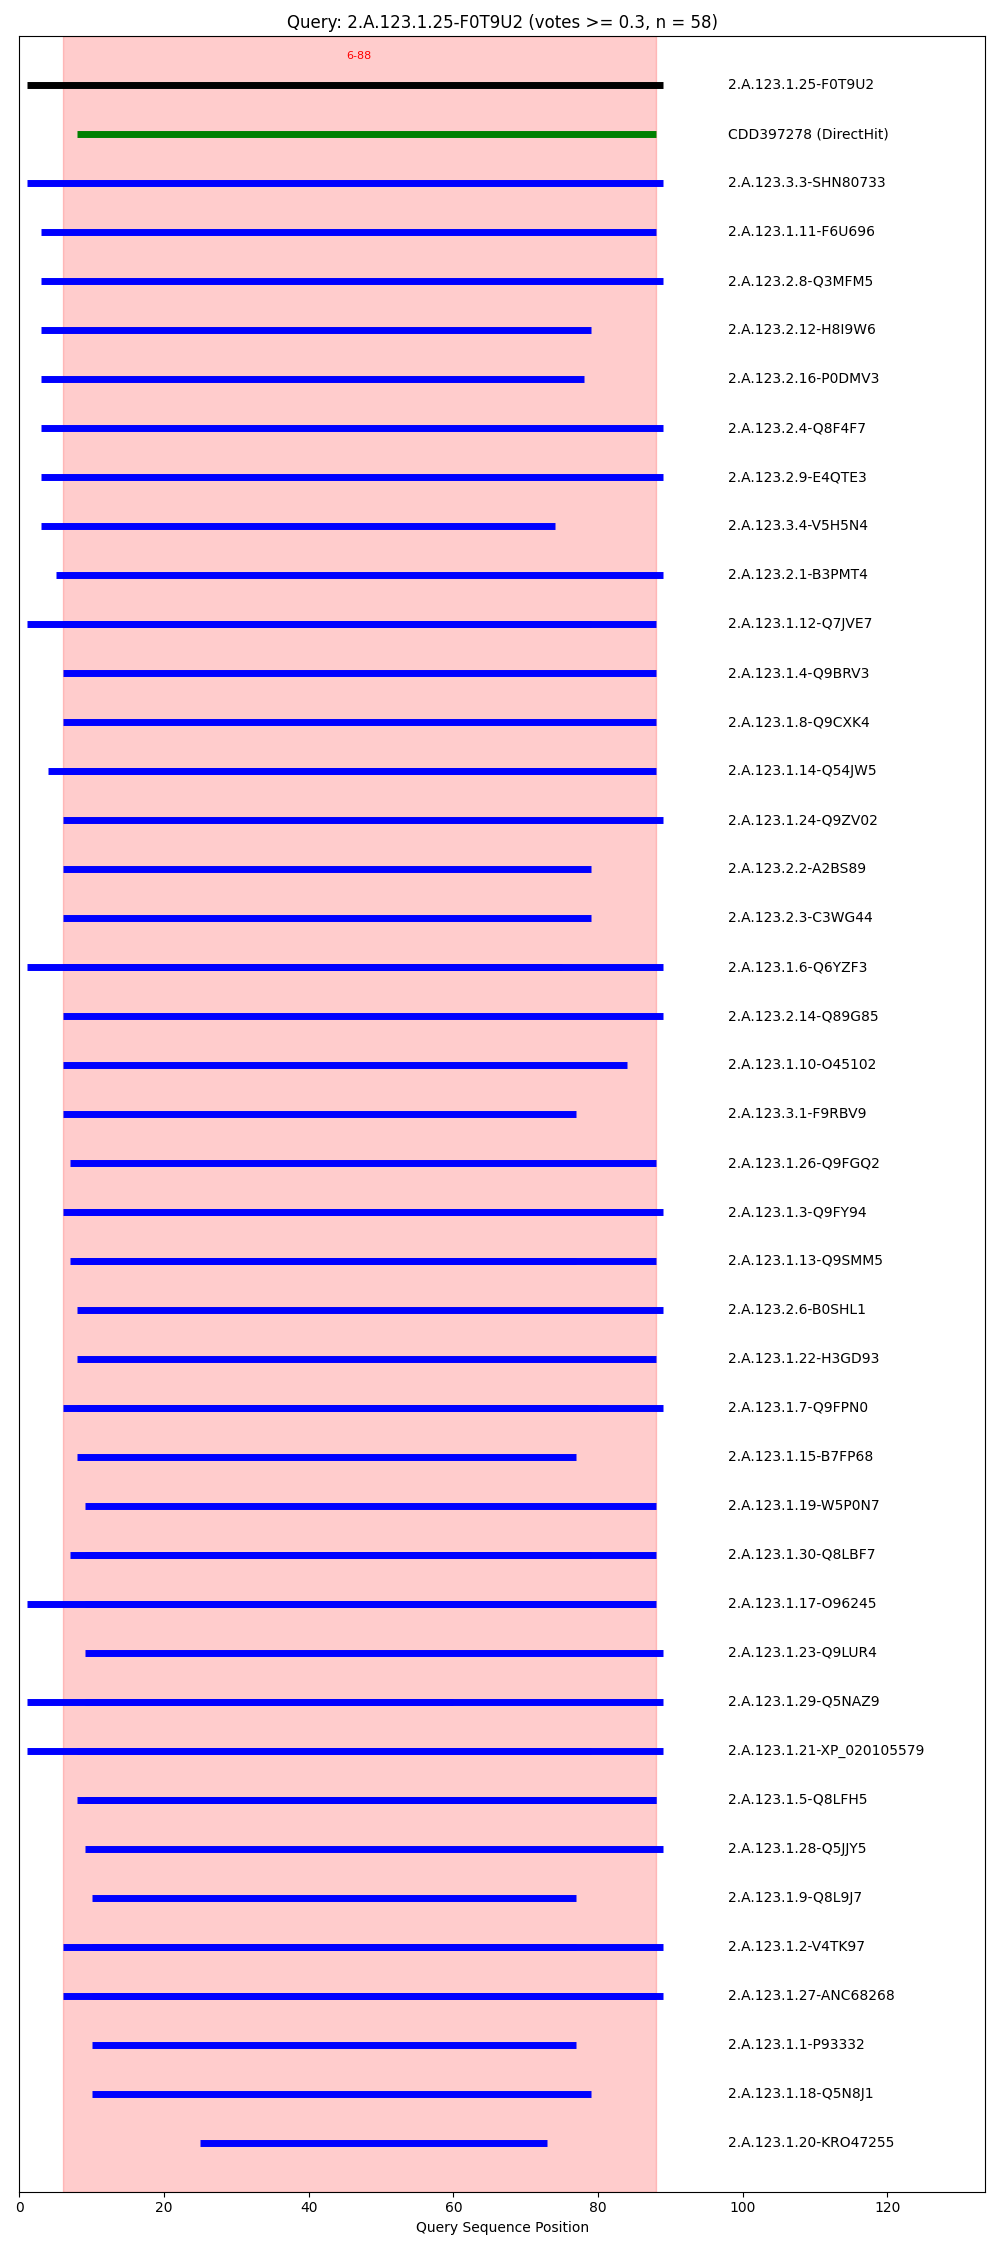 Query: 2.A.123.1.25-F0T9U2 (votes >= 0.3, n = 58)
6-88
2.A.123.1.25-F0T9U2
CDD397278 (DirectHit)
2.A.123.3.3-SHN80733
2.A.123.1.11-F6U696
2.A.123.2.8-Q3MFM5
2.A.123.2.12-H8I9W6
2.A.123.2.16-P0DMV3
2.A.123.2.4-Q8F4F7
2.A.123.2.9-E4QTE3
2.A.123.3.4-V5H5N4
2.A.123.2.1-B3PMT4
2.A.123.1.12-Q7JVE7
2.A.123.1.4-Q9BRV3
2.A.123.1.8-Q9CXK4
2.A.123.1.14-Q54JW5
2.A.123.1.24-Q9ZV02
2.A.123.2.2-A2BS89
2.A.123.2.3-C3WG44
2.A.123.1.6-Q6YZF3
2.A.123.2.14-Q89G85
2.A.123.1.10-O45102
2.A.123.3.1-F9RBV9
2.A.123.1.26-Q9FGQ2
2.A.123.1.3-Q9FY94
2.A.123.1.13-Q9SMM5
2.A.123.2.6-B0SHL1
2.A.123.1.22-H3GD93
2.A.123.1.7-Q9FPN0
2.A.123.1.15-B7FP68
2.A.123.1.19-W5P0N7
2.A.123.1.30-Q8LBF7
2.A.123.1.17-O96245
2.A.123.1.23-Q9LUR4
2.A.123.1.29-Q5NAZ9
2.A.123.1.21-XP_020105579
2.A.123.1.5-Q8LFH5
2.A.123.1.28-Q5JJY5
2.A.123.1.9-Q8L9J7
2.A.123.1.2-V4TK97
2.A.123.1.27-ANC68268
2.A.123.1.1-P93332
2.A.123.1.18-Q5N8J1
2.A.123.1.20-KRO47255
0 20 40 60 80 100 120
Query Sequence Position